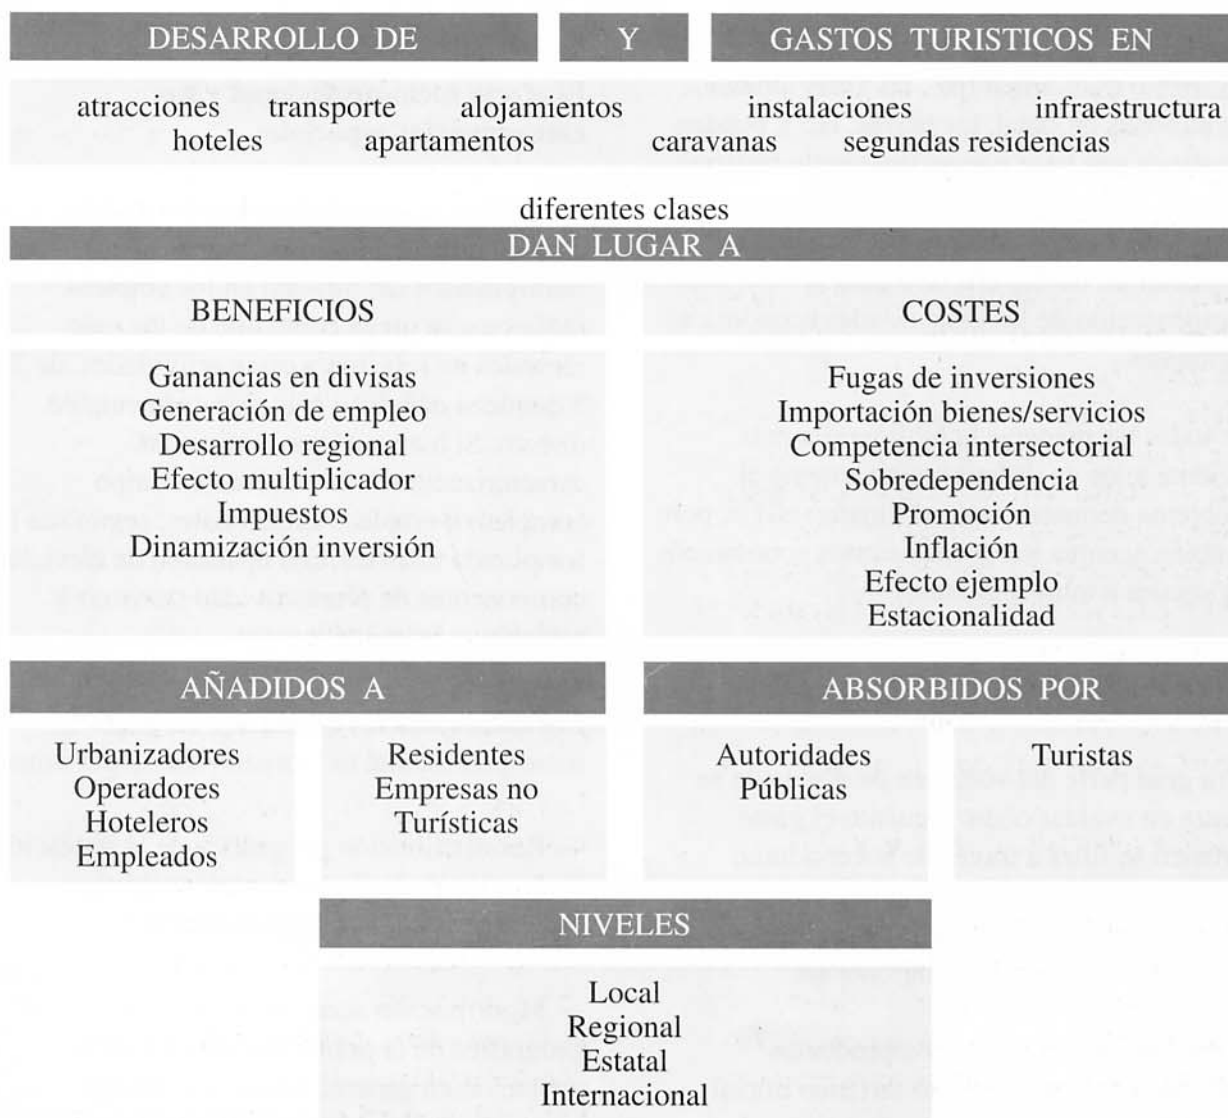 DESARROLLO DE Y GASTOS TURISTICOS EN
atracciones transporte alojamientos instalaciones infraestructura
hoteles apartamentos caravanas segundas residencias
diferentes clases
DAN LUGAR A
BENEFICIOS
Ganancias en divisas
Generación de empleo
Desarrollo regional
Efecto multiplicador
Impuestos
Dinamización inversión
COSTES
Fugas de inversiones
Importación bienes/servicios
Competencia intersectorial
Sobredependencia
Promoción
Inflación
Efecto ejemplo
Estacionalidad
AÑADIDOS A
ABSORBIDOS POR
Urbanizadores
Operadores
Hoteleros
Empleados
Residentes
Empresas no
Turísticas
Autoridades
Públicas
Turistas
NIVELES
Local
Regional
Estatal
Internacional